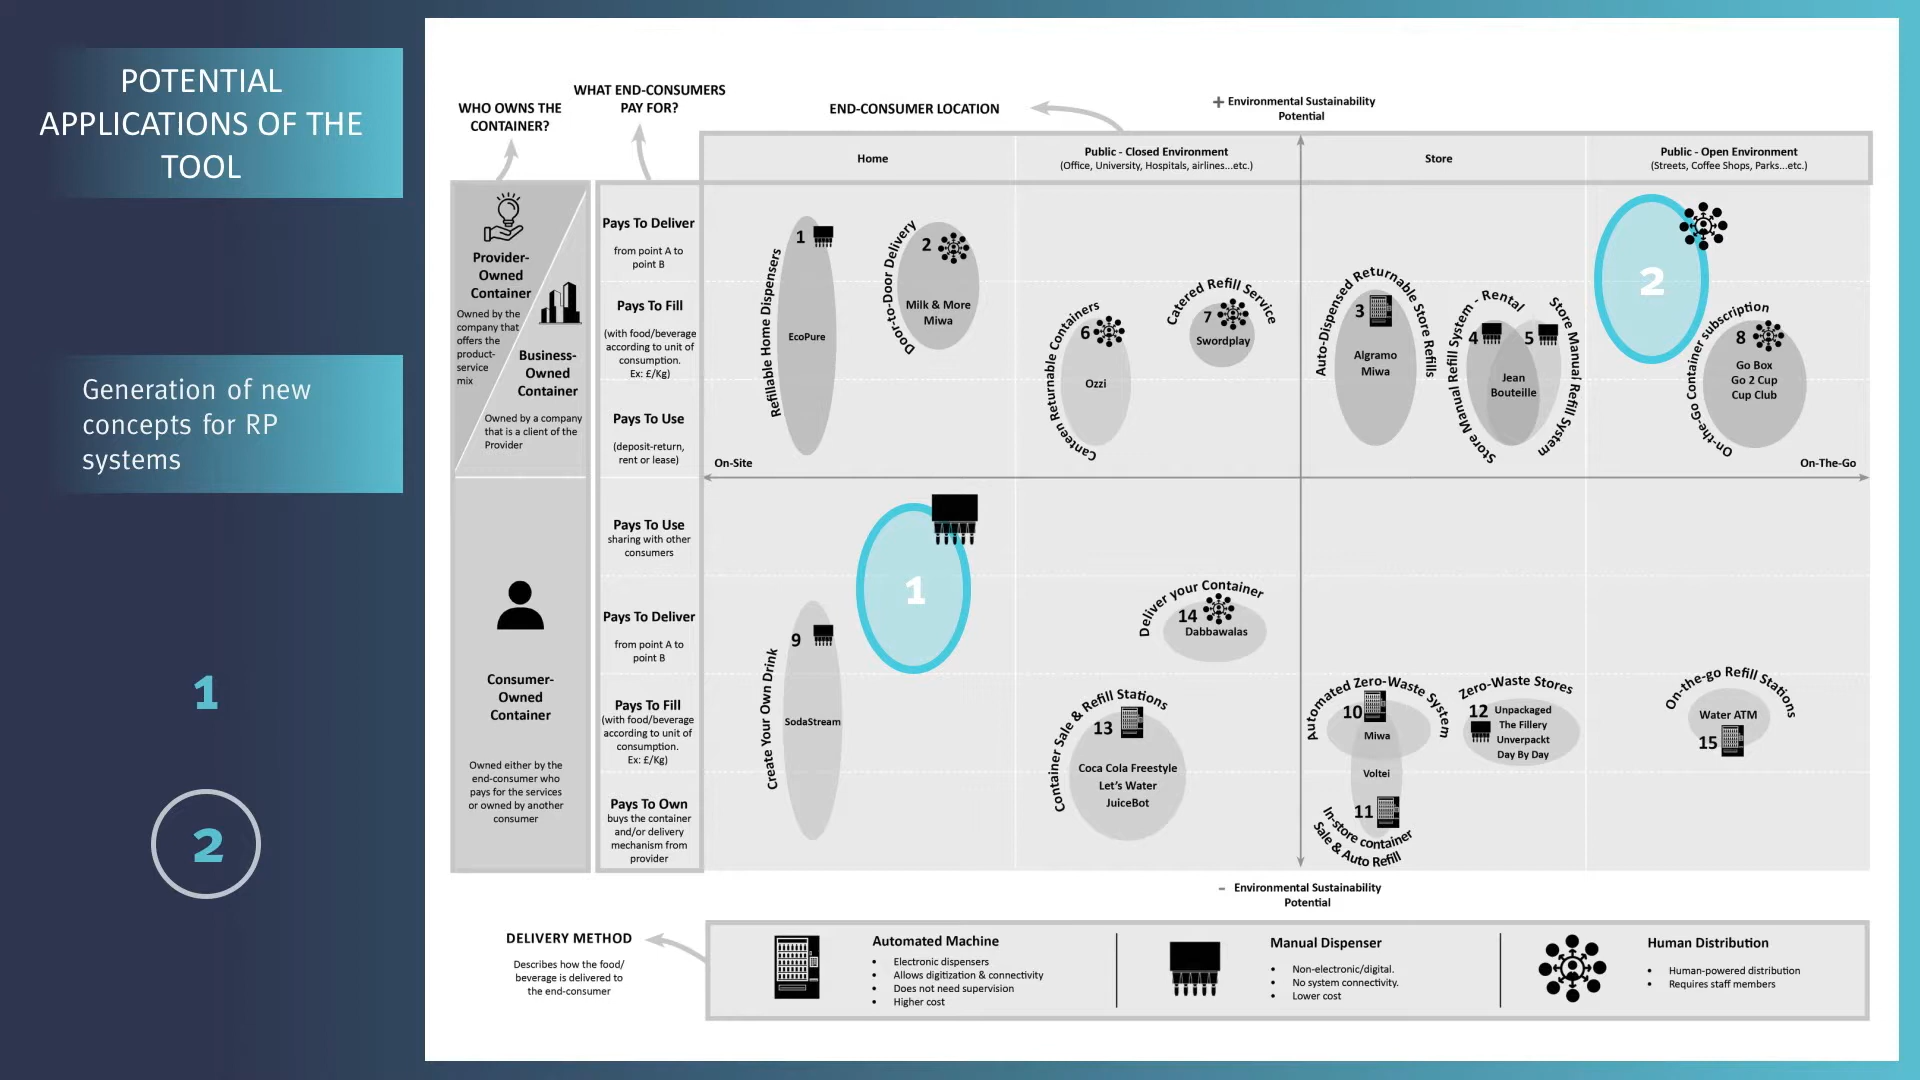 POTENTIAL
APPLICATIONS OF THE
TOOL
Generation of new
concepts for RP
systems
1
2
WHO OWNS THE
CONTAINER?
WHAT END-CONSUMERS
PAY FOR?
END-CONSUMER LOCATION
+ Environmental Sustainability
Potential
Home
Public - Closed Environment
(Office, University, Hospitals, airlines...etc.)
Store
Public - Open Environment
(Streets, Coffee Shops, Parks...etc.)
Provider-
Owned
Container
Owned by the
company that
offers the
product-
service
mix
Business-
Owned
Container
Owned by a company
that is a client of the
Provider
Pays To Deliver
from point A to
point B
Pays To Fill
(with food/beverage
according to unit of
consumption.
Ex: £/Kg)
Pays To Use
(deposit-return,
rent or lease)
Refillable Home Dispensers
1
EcoPure
Door-to-Door Delivery
2
Milk & More
Miwa
Canteen Returnable Containers
6
Ozzi
Catered Refill Service
7
Swordplay
Auto-Dispensed Returnable Store Refills
3
Algramo
Miwa
Store Manual Refill System - Rental
4
5
Jean
Bouteille
Store Manual Refill System
2
On-the-Go Container subscription
8
Go Box
Go 2 Cup
Cup Club
On-Site
On-The-Go
Consumer-
Owned
Container
Owned either by the
end-consumer who
pays for the services
or owned by another
consumer
Pays To Use
sharing with other
consumers
Pays To Deliver
from point A to
point B
Pays To Fill
(with food/beverage
according to unit of
consumption.
Ex: £/Kg)
Pays To Own
buys the container
and/or delivery
mechanism from
provider
1
Create Your Own Drink
9
SodaStream
Deliver your Container
14
Dabbawalas
Container Sale & Refill Stations
13
Coca Cola Freestyle
Let's Water
JuiceBot
Automated Zero-Waste System
10
Miwa
Voltei
11
In-store container
Sale & Auto Refill
Zero-Waste Stores
12
Unpackaged
The Fillery
Unverpackt
Day By Day
On-the-go Refill Stations
Water ATM
15
- Environmental Sustainability
Potential
DELIVERY METHOD
Describes how the food/
beverage is delivered to
the end-consumer
Automated Machine
• Electronic dispensers
• Allows digitization & connectivity
• Does not need supervision
• Higher cost
Manual Dispenser
• Non-electronic/digital.
• No system connectivity.
• Lower cost
Human Distribution
• Human-powered distribution
• Requires staff members